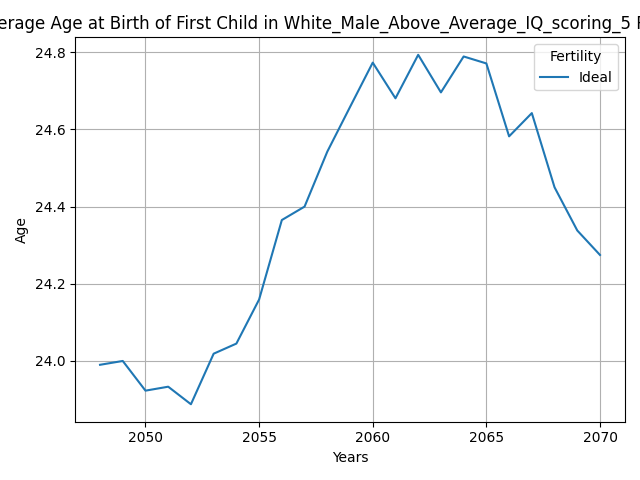 erage Age at Birth of First Child in White_Male_Above_Average_IQ_scoring_5
24.8
24.6
24.4
24.2
24.0
Age
Fertility
Ideal
2050 2055 2060 2065 2070
Years